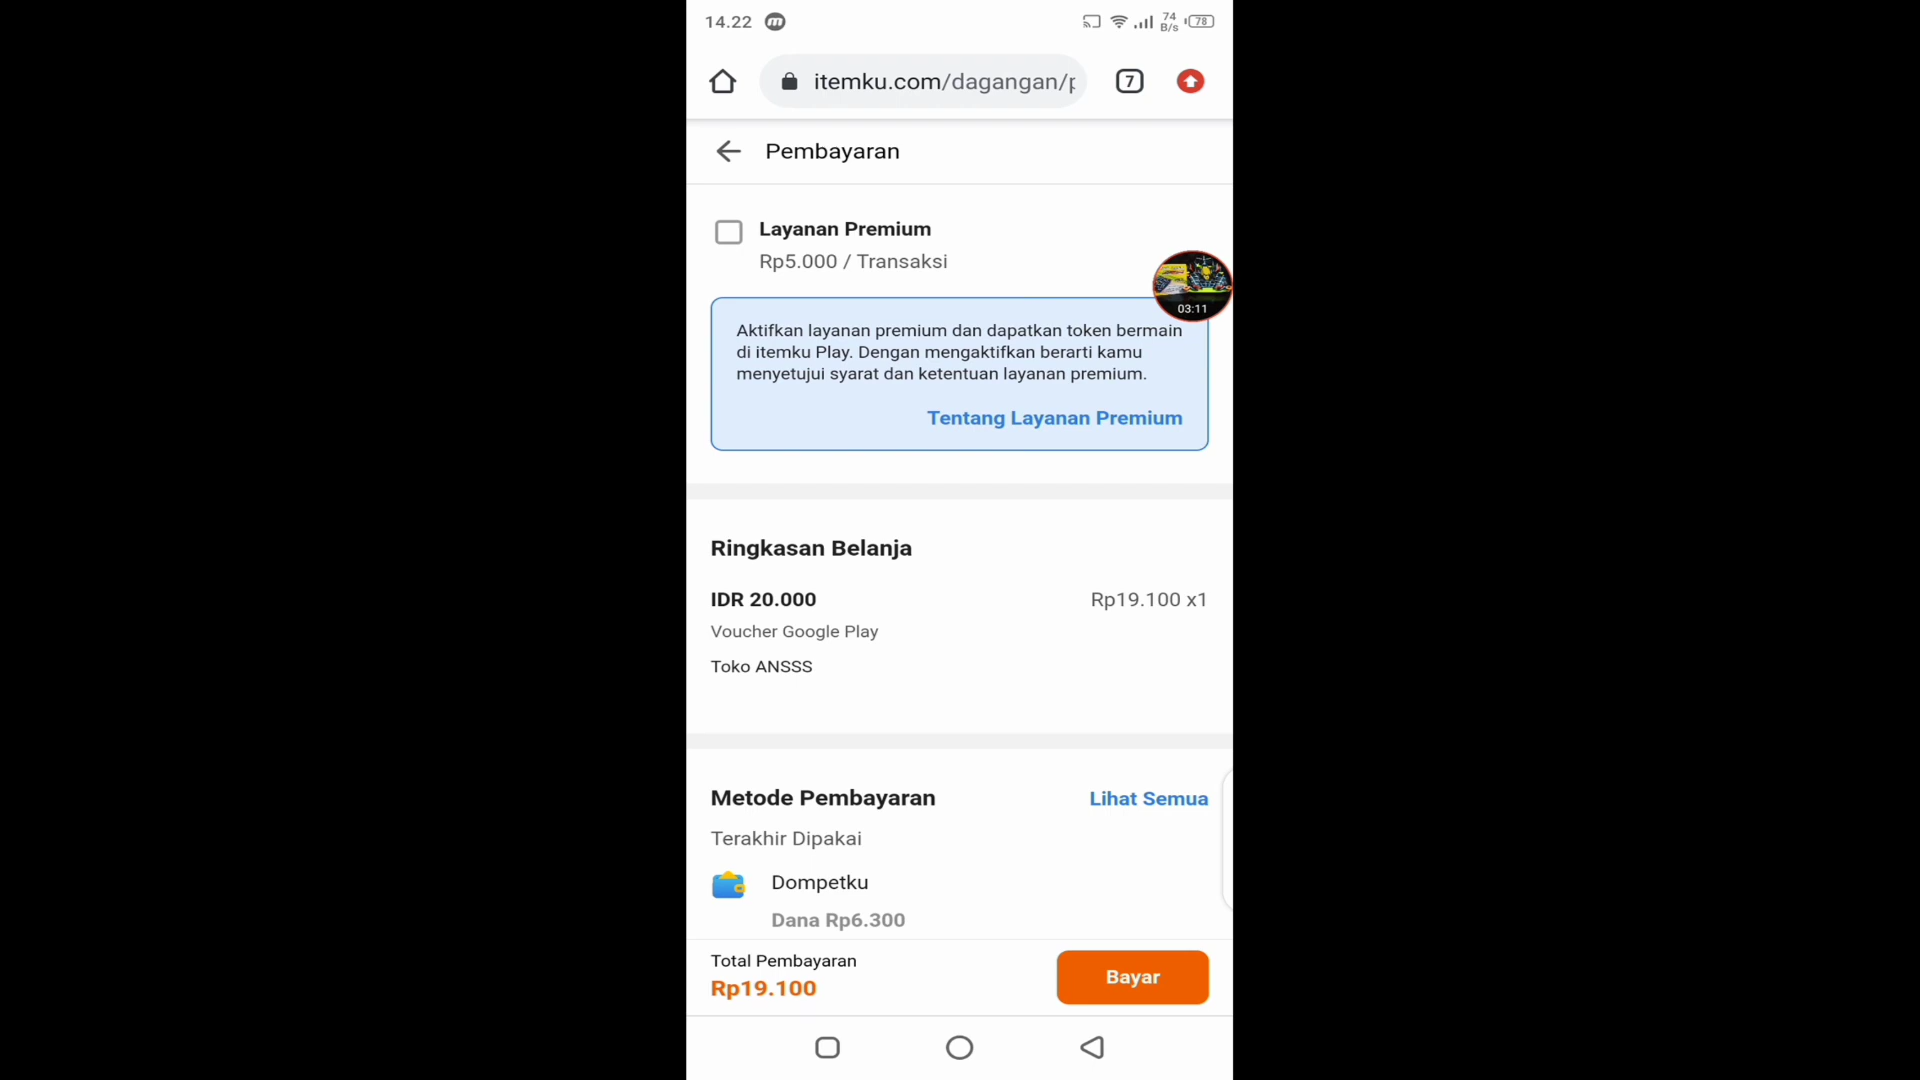 14.22
74
B/s
78
itemku.com/dagangan/p
7
Pembayaran
Layanan Premium
Rp5.000 / Transaksi
03:11
Aktifkan layanan premium dan dapatkan token bermain
di itemku Play. Dengan mengaktifkan berarti kamu
menyetujui syarat dan ketentuan layanan premium.
Tentang Layanan Premium
Ringkasan Belanja
IDR 20.000 Rp19.100 x1
Voucher Google Play
Toko ANSSS
Metode Pembayaran Lihat Semua
Terakhir Dipakai
Dompetku
Dana Rp6.300
Total Pembayaran
Rp19.100
Bayar